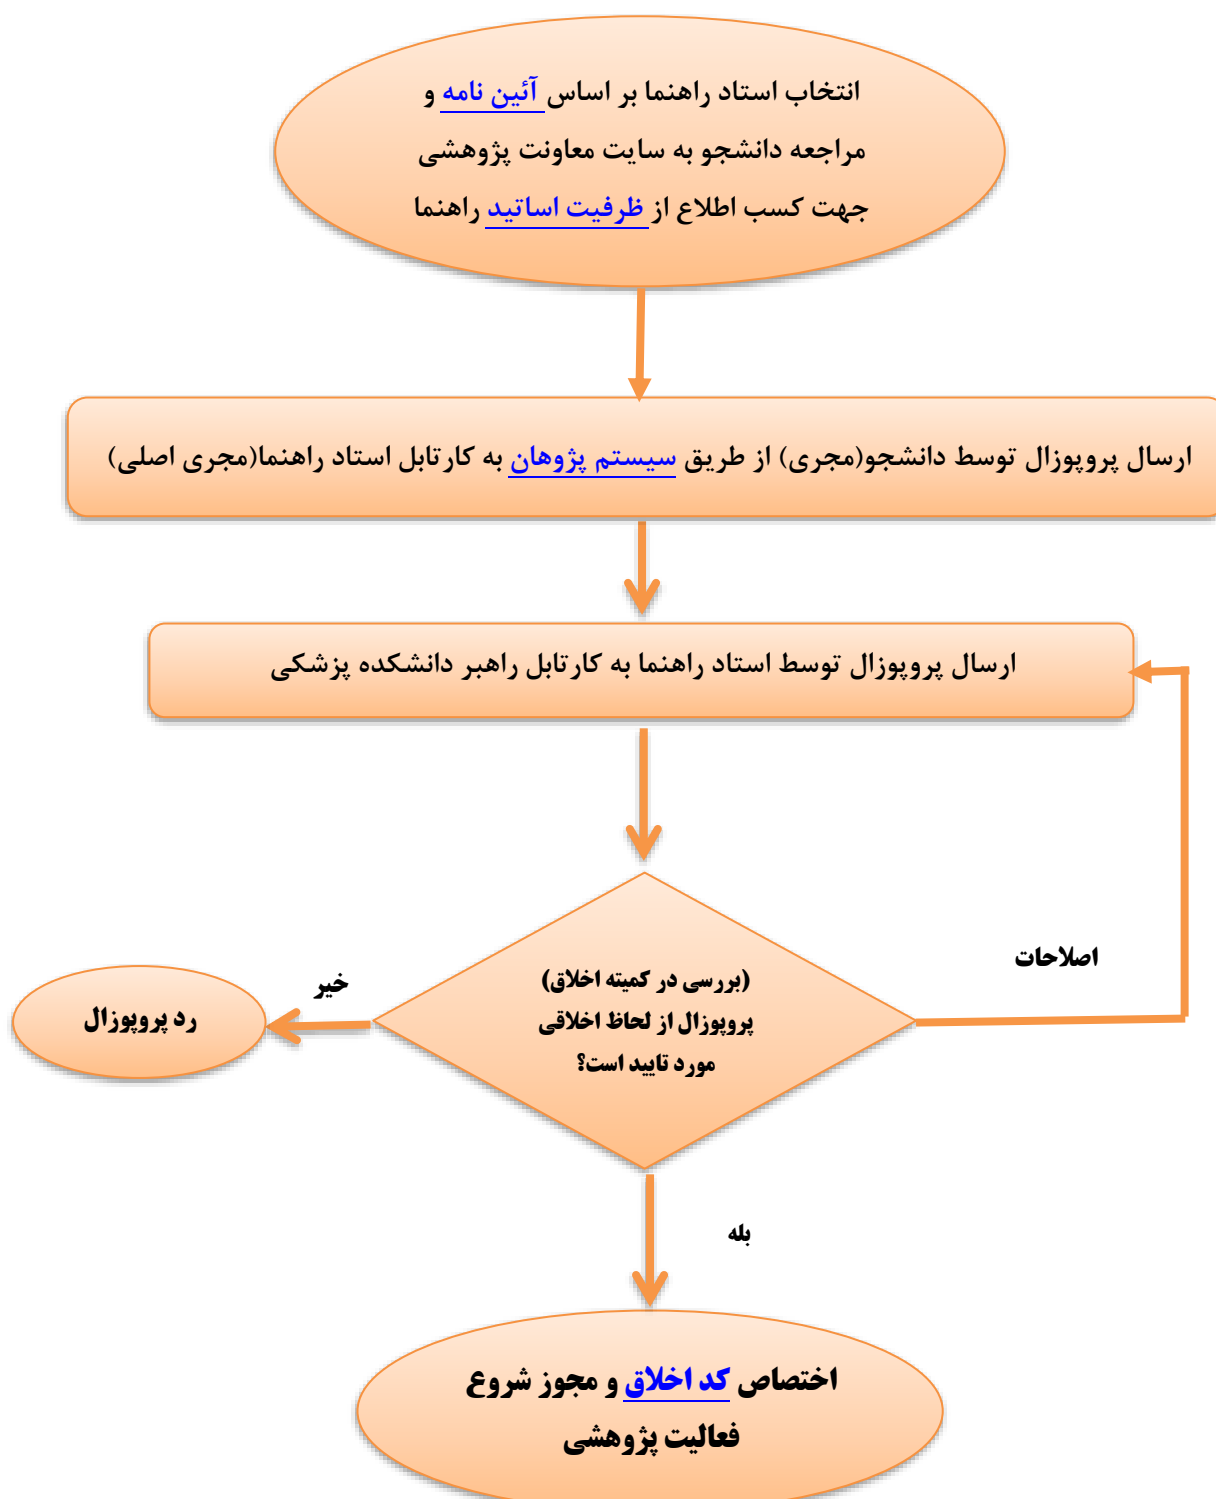 انتخاب استاد راهنما بر اساس آئین نامه و
مراجعه دانشجو به سایت معاونت پژوهشی
جهت کسب اطلاع از ظرفیت اساتید راهنما
ارسال پروپوزال توسط دانشجو(مجری) از طریق سیستم پژوهان به کارتابل استاد راهنما(مجری اصلی)
ارسال پروپوزال توسط استاد راهنما به کارتابل راهبر دانشکده پزشکی
اصلاحات
(بررسی در کمیته اخلاق)
پروپوزال از لحاظ اخلاقی
مورد تایید است؟
خیر
رد پروپوزال
بله
اختصاص کد اخلاق و مجوز شروع
فعالیت پژوهشی